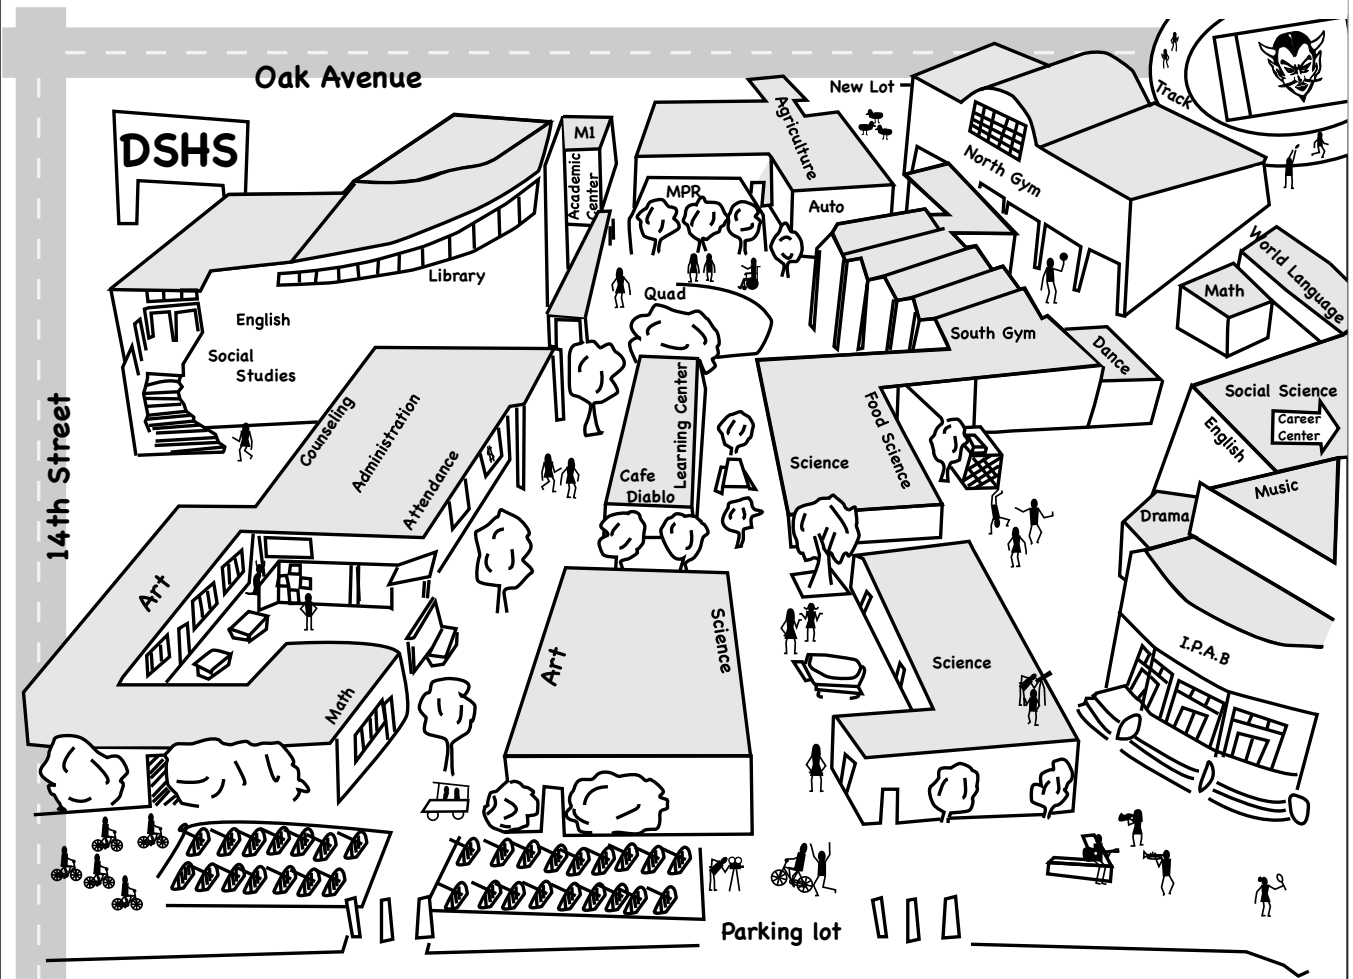 Oak Avenue
New Lot
Track
DSHS
M1
Academic
Center
Agriculture
MPR
Auto
North Gym
World Language
Math
Library
Quad
English
Social
Studies
South Gym
Dance
14th Street
Counseling
Administration
Attendance
$
Learning Center
Cafe
Diablo
Science
Food Science
Social Science
Career
Center
English
Music
Drama
Art
Math
Art
Science
Science
I.P.A.B
Parking lot